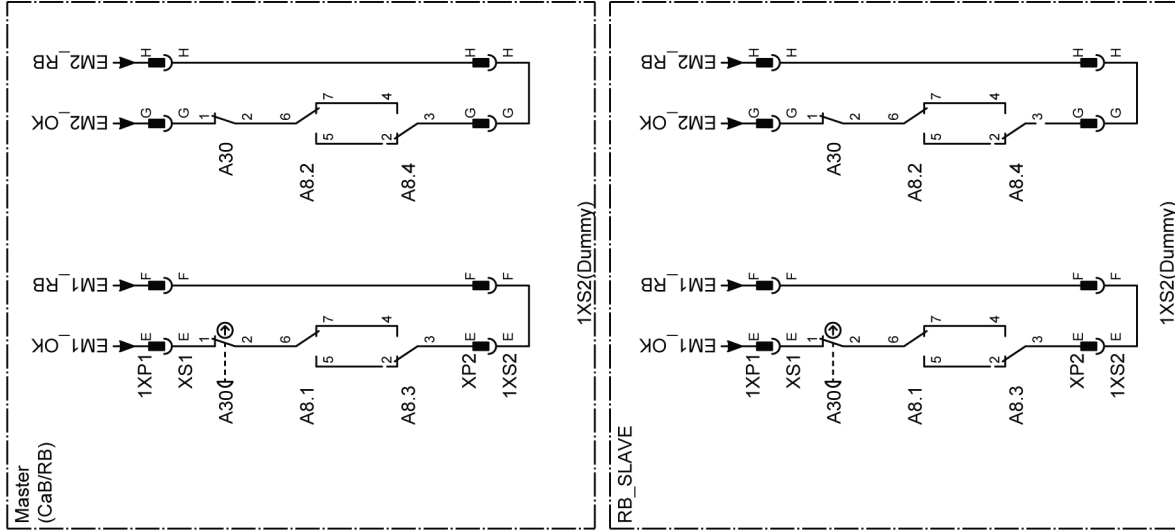 Master
(CaB/RB)
EM1_OK
EM1_RB
EM2_OK
EM2_RB
E
F
G
H
1XP1
XS1
E
F
G
H
1
1
A30
A30
2
2
6
6
A8.1
A8.2
7
7
5
5
4
4
2
2
A8.3
A8.4
3
3
XP2
E
F
G
H
1XS2
E
F
G
H
1XS2(Dummy)
RB_SLAVE
EM1_OK
EM1_RB
EM2_OK
EM2_RB
E
F
G
H
1XP1
XS1
E
F
G
H
1
1
A30
A30
2
2
6
6
A8.1
A8.2
7
7
5
5
4
4
2
2
A8.3
A8.4
3
3
XP2
E
F
G
H
1XS2
E
F
G
H
1XS2(Dummy)